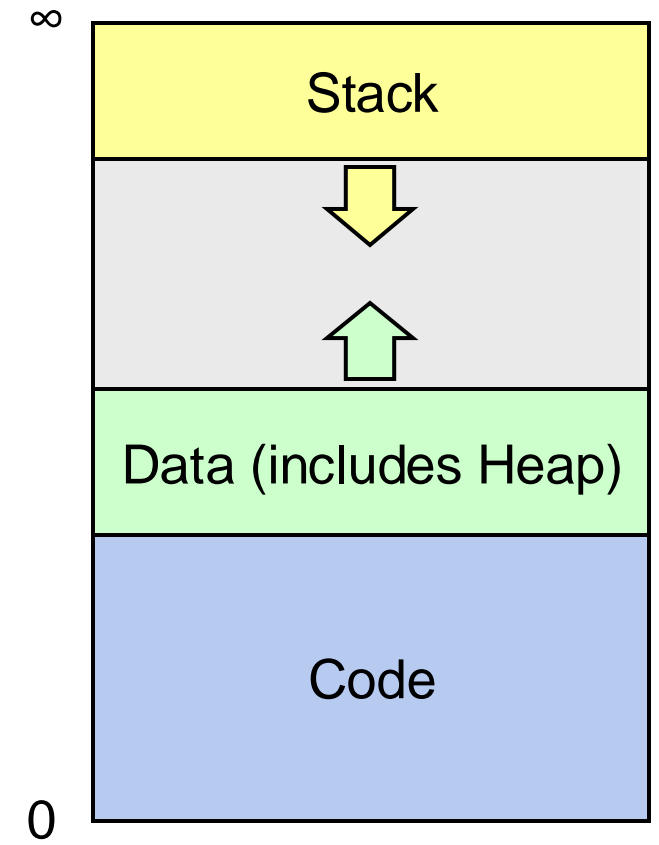 ∞
Stack
Data (includes Heap)
Code
0